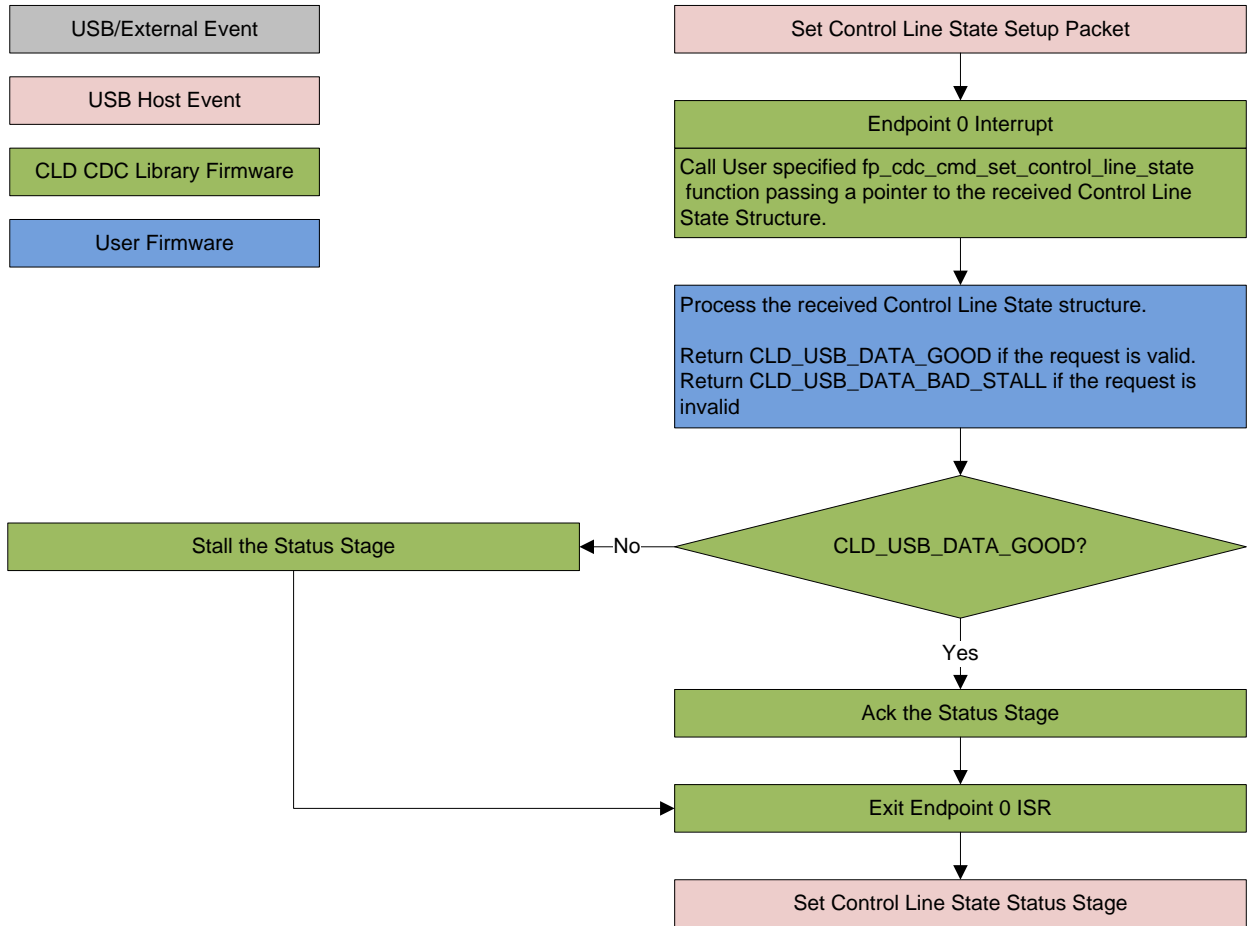 USB/External Event
USB Host Event
CLD CDC Library Firmware
User Firmware
Set Control Line State Setup Packet
Endpoint 0 Interrupt
Call User specified fp_cdc_cmd_set_control_line_state
function passing a pointer to the received Control Line
State Structure.
Process the received Control Line State structure.
Return CLD_USB_DATA_GOOD if the request is valid.
Return CLD_USB_DATA_BAD_STALL if the request is
invalid
CLD_USB_DATA_GOOD?
No
Stall the Status Stage
Yes
Ack the Status Stage
Exit Endpoint 0 ISR
Set Control Line State Status Stage